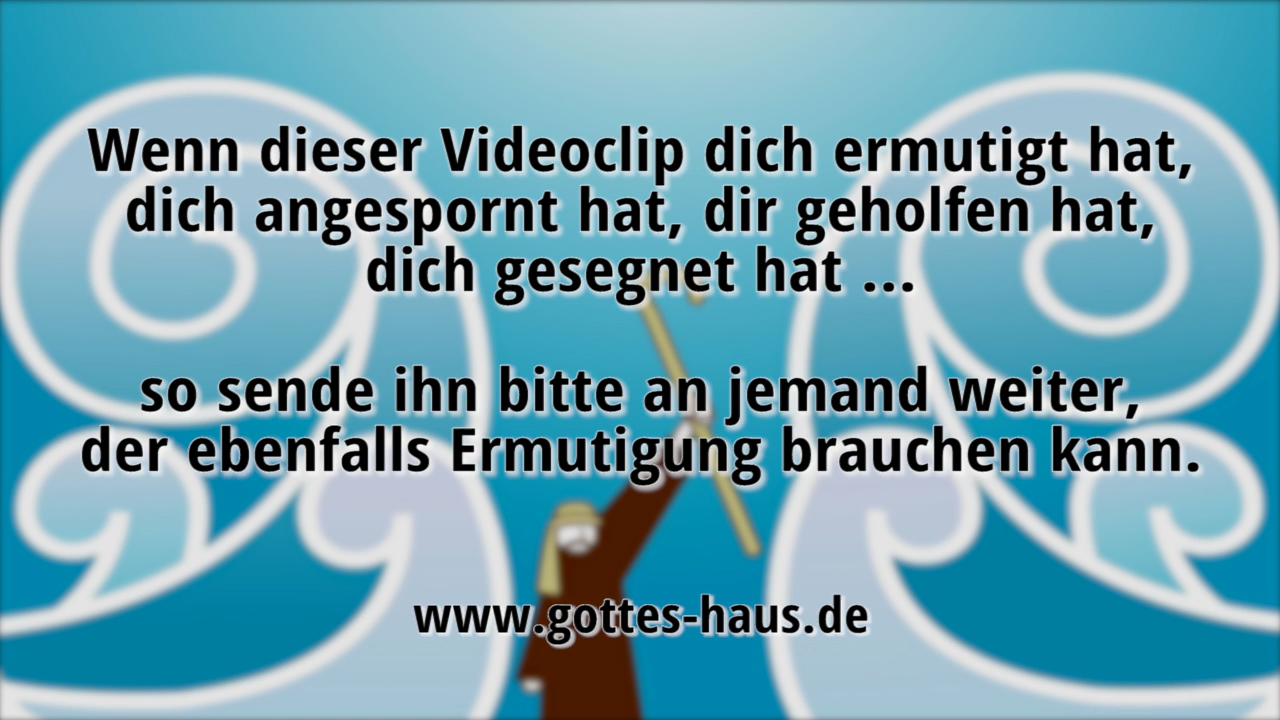 Wenn dieser Videoclip dich ermutigt hat,
dich angespornt hat, dir geholfen hat,
dich gesegnet hat ...
so sende ihn bitte an jemand weiter,
der ebenfalls Ermutigung brauchen kann.
www.gottes-haus.de